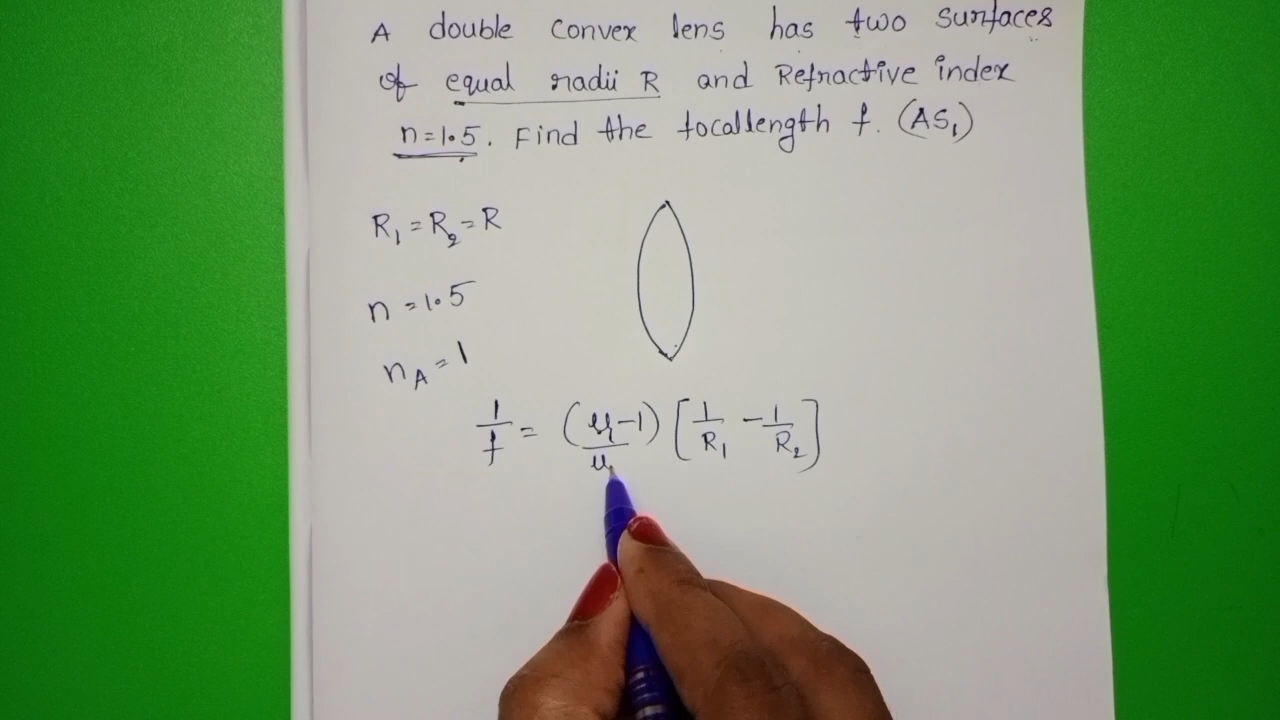 A double convex lens has two surfaces
of equal radii R and Refractive index
n=1.5. Find the focallength f. (AS₁)
R₁=R₂=R
n=1.5
n_A=1
1/f = (μ-1)/μ [1/R₁ - 1/R₂]